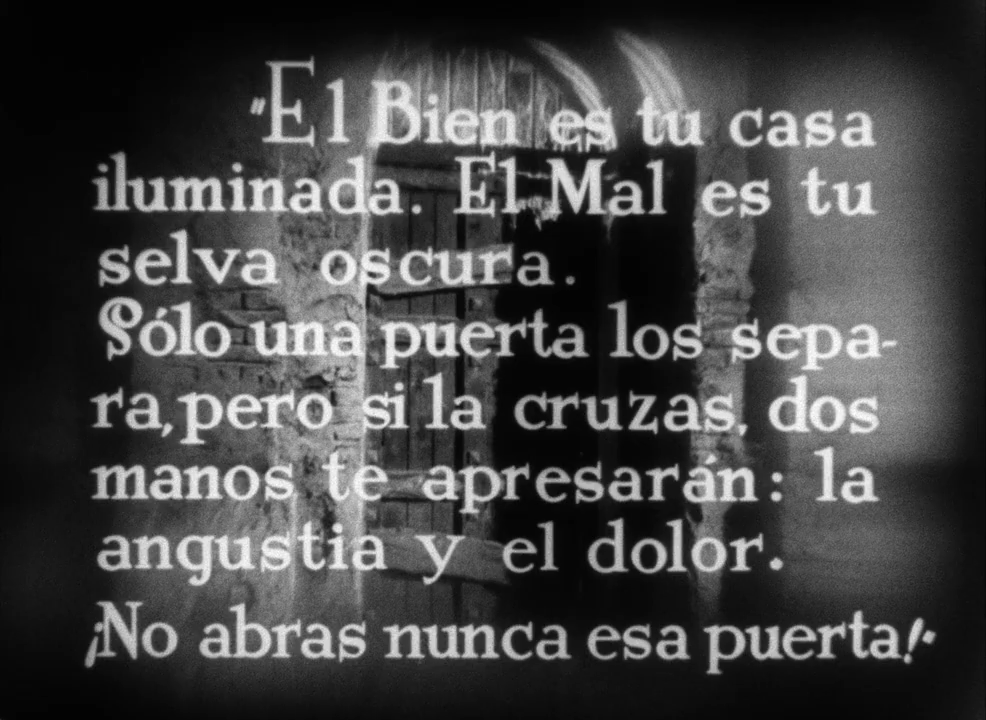 "El Bien es tu casa
iluminada. El Mal es tu
selva oscura.
Sólo una puerta los sepa-
ra, pero si la cruzas, dos
manos te apresarán: la
angustia y el dolor.
¡No abras nunca esa puerta!"